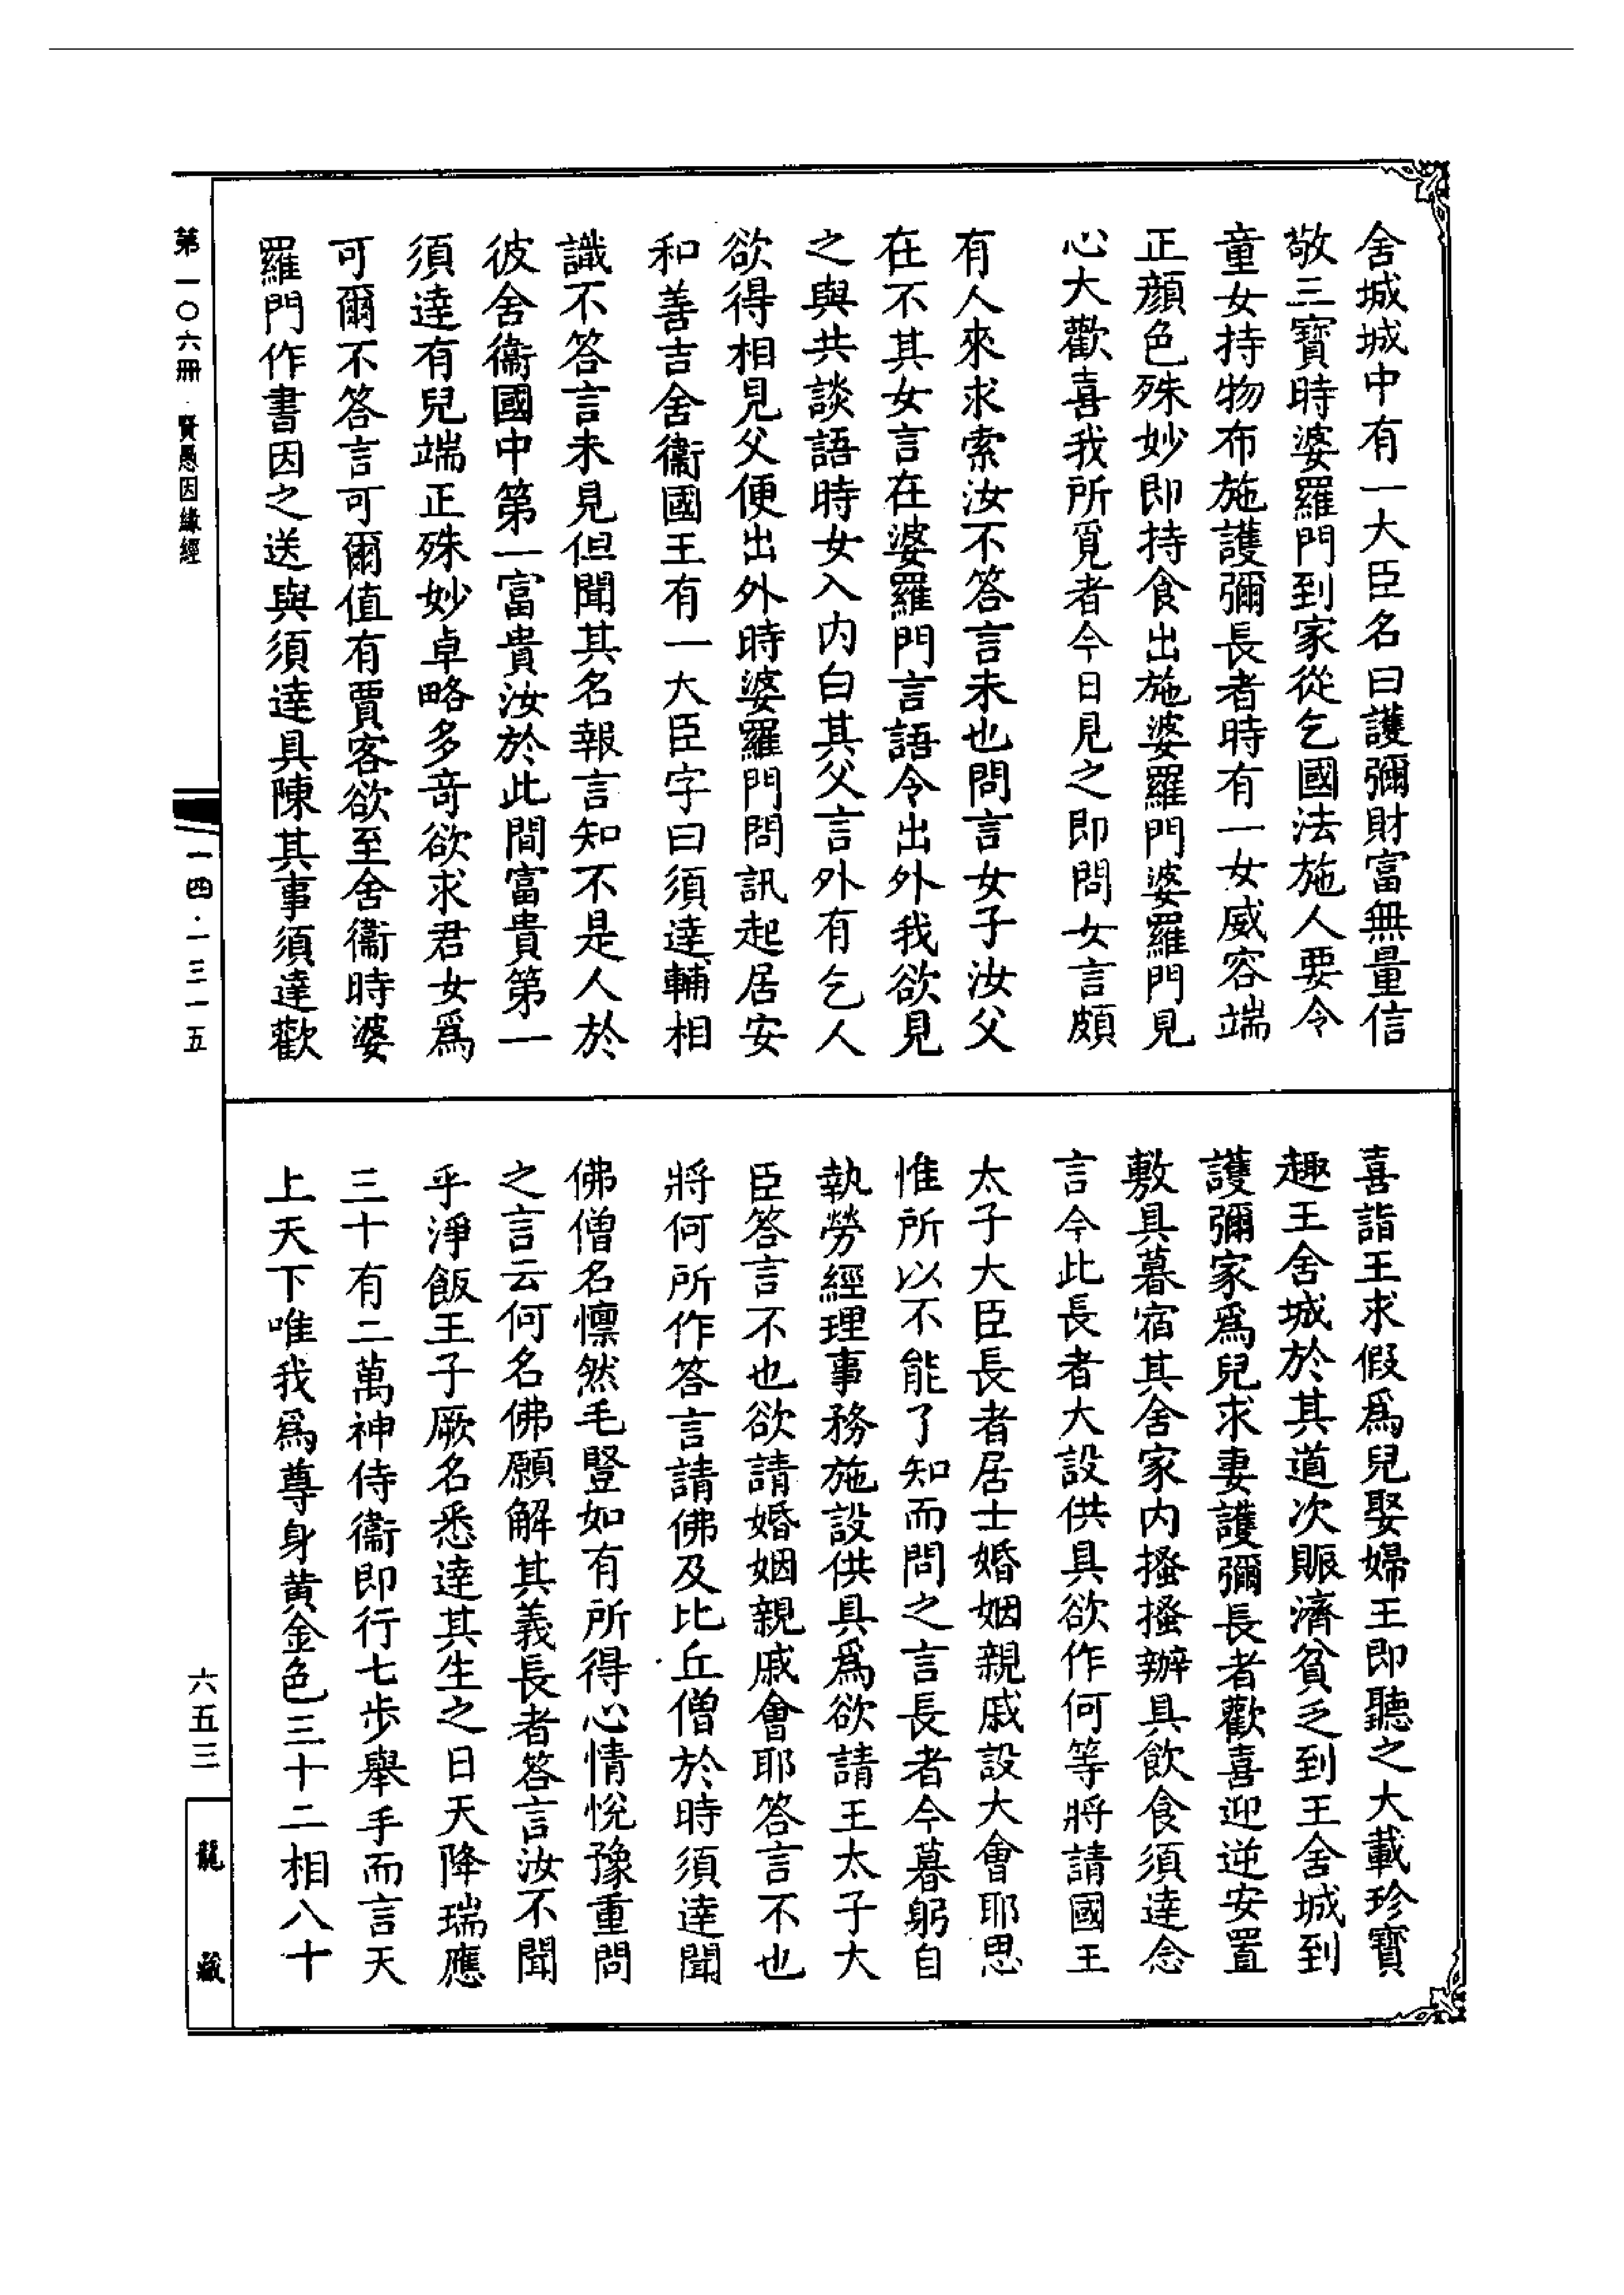 舍城城中有一大臣名曰護彌財富無量信
敬三寶時婆羅門到家從乞國法施人要令
童女持物布施護彌長者時有一女威容端
正顔色殊妙即持食出施婆羅門婆羅門見
心大歡喜我所覓者今日見之即問女言頗
有人來求索汝不答言未也問言女子汝父
在不其女言在婆羅門言語令出外我欲見
之與共談語時女入内白其父言外有乞人
欲得相見父便出外時婆羅門問訊起居安
和善吉舍衞國王有一大臣字曰須達輔相
識不答言未見但聞其名報言知不是人於
彼舍衞國中第一富貴汝於此間富貴第一
須達有兒端正殊妙卓略多奇欲求君女爲
可爾不答言可爾值有賈客欲至舍衞時婆
羅門作書因之送與須達具陳其事須達歡
喜詣王求假爲兒娶婦王即聽之大載珍寶
趣王舍城於其道次賑濟貧乏到王舍城到
護彌家爲兒求妻護彌長者歡喜迎逆安置
敷具暮宿其舍家内搔搔辦具飲食須達念
言今此長者大設供具欲作何等將請國王
太子大臣長者居士婚姻親戚設大會耶思
惟所以不能了知而問之言長者今暮躬自
執勞經理事務施設供具爲欲請王太子大
臣答言不也欲請婚姻親戚會耶答言不也
將何所作答言請佛及比丘僧於時須達聞
佛僧名懍然毛豎如有所得心情悅豫重問
之言云何名佛願解其義長者答言汝不聞
乎淨飯王子厥名悉達其生之日天降瑞應
三十有二萬神侍衞即行七步舉手而言天
上天下唯我爲尊身黄金色三十二相八十
第一〇六冊 賢愚因緣經
一四·一三一五
六五三
龍藏